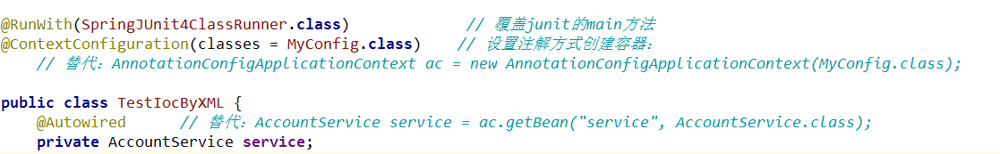 @RunWith(SpringJUnit4ClassRunner.class)             // 覆盖junit的main方法
@ContextConfiguration(classes = MyConfig.class)    // 设置注解方式创建容器：
    // 替代：AnnotationConfigApplicationContext ac = new AnnotationConfigApplicationContext(MyConfig.class);
public class TestIocByXML {
    @Autowired      // 替代：AccountService service = ac.getBean("service", AccountService.class);
    private AccountService service;